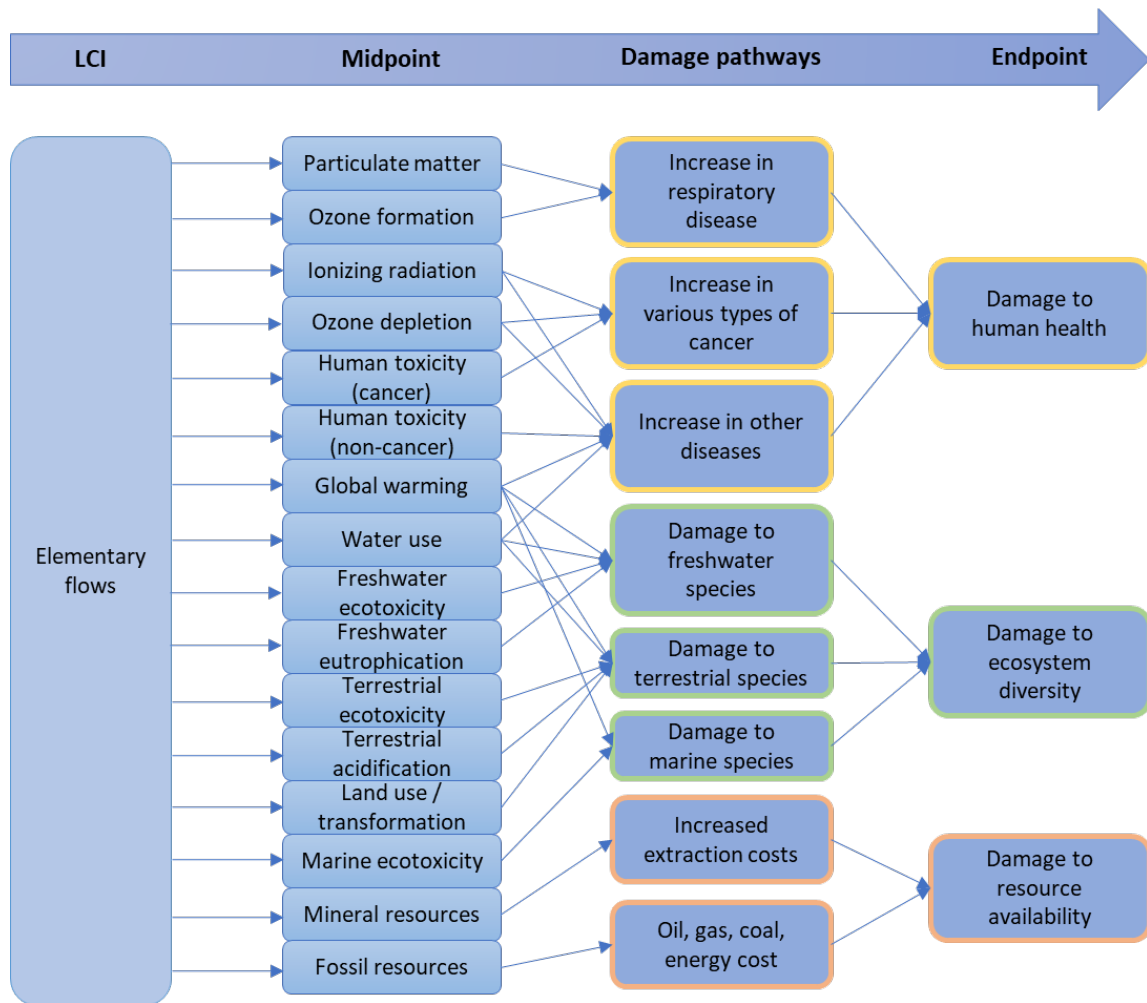 LCI
Midpoint
Damage pathways
Endpoint
Elementary
flows
Particulate matter
Ozone formation
Ionizing radiation
Ozone depletion
Human toxicity
(cancer)
Human toxicity
(non-cancer)
Global warming
Water use
Freshwater
ecotoxicity
Freshwater
eutrophication
Terrestrial
ecotoxicity
Terrestrial
acidification
Land use /
transformation
Marine ecotoxicity
Mineral resources
Fossil resources
Increase in
respiratory
disease
Increase in
various types of
cancer
Increase in other
diseases
Damage to
freshwater
species
Damage to
terrestrial species
Damage to
marine species
Increased
extraction costs
Oil, gas, coal,
energy cost
Damage to
human health
Damage to
ecosystem
diversity
Damage to
resource
availability